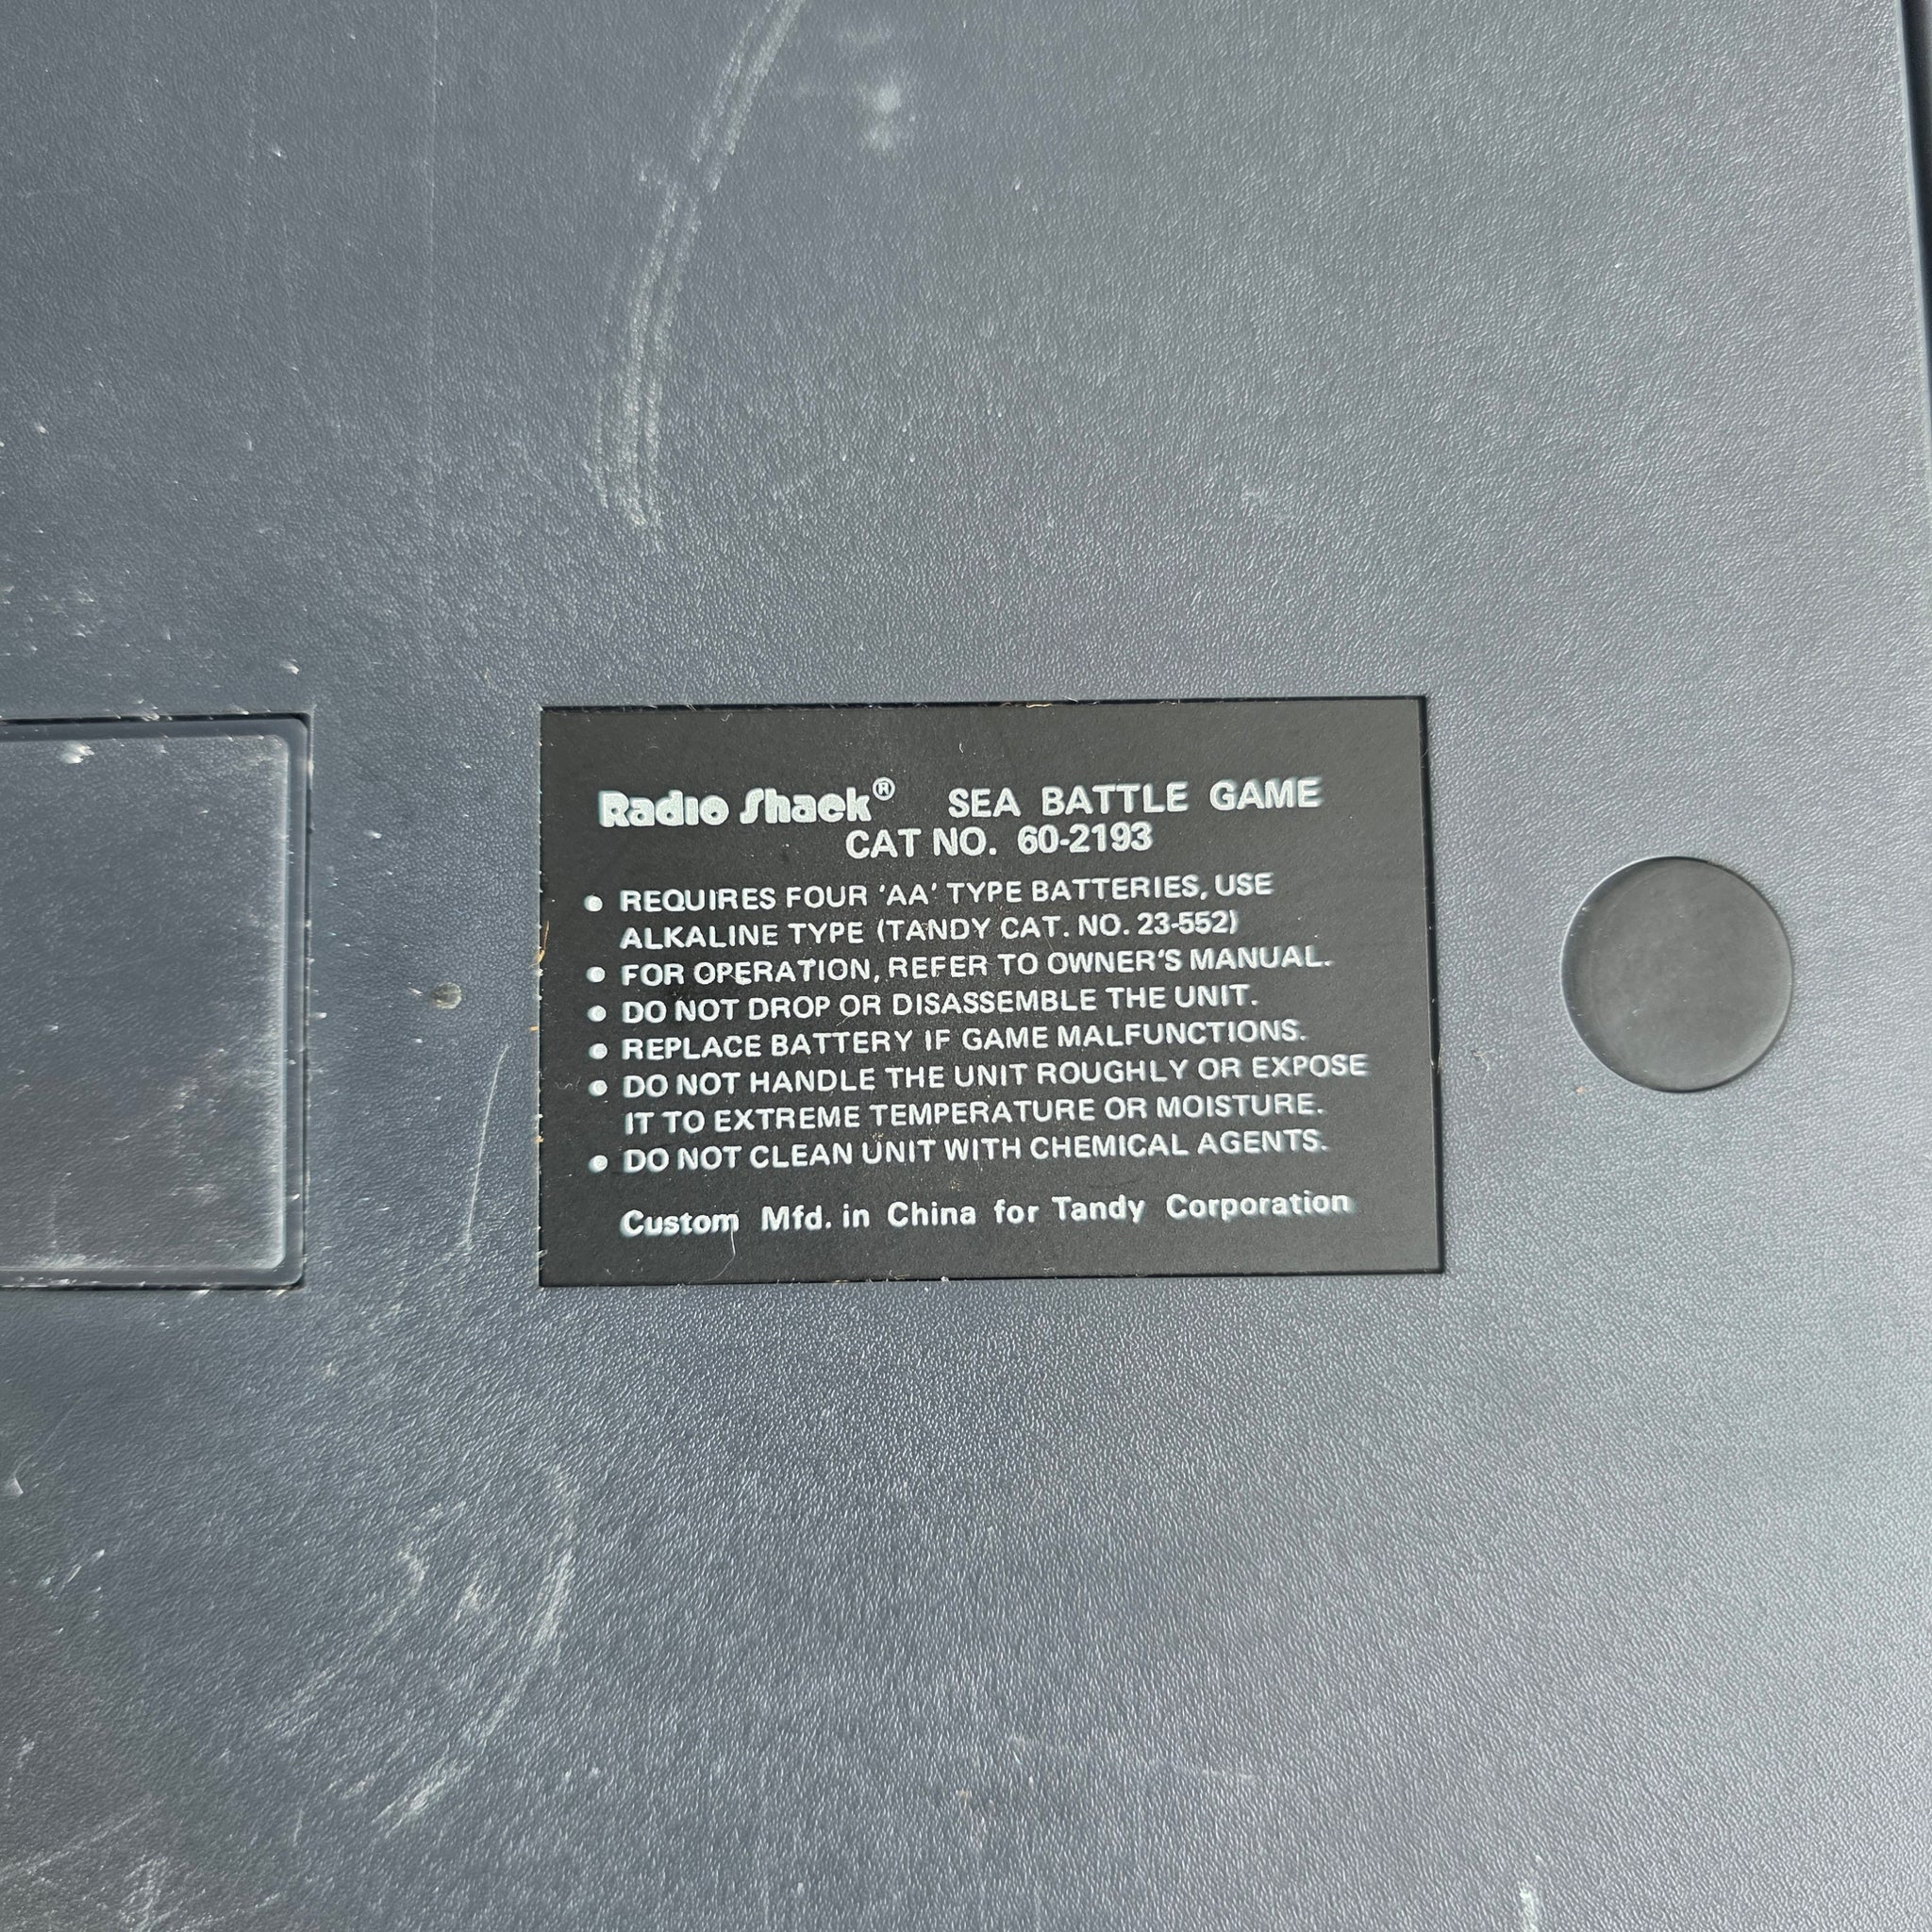 Radio Shack® SEA BATTLE GAME
CAT NO. 60-2193
• REQUIRES FOUR 'AA' TYPE BATTERIES, USE
ALKALINE TYPE (TANDY CAT. NO. 23-552)
• FOR OPERATION, REFER TO OWNER'S MANUAL.
• DO NOT DROP OR DISASSEMBLE THE UNIT.
• REPLACE BATTERY IF GAME MALFUNCTIONS.
• DO NOT HANDLE THE UNIT ROUGHLY OR EXPOSE
IT TO EXTREME TEMPERATURE OR MOISTURE.
• DO NOT CLEAN UNIT WITH CHEMICAL AGENTS.
Custom Mfd. in China for Tandy Corporation